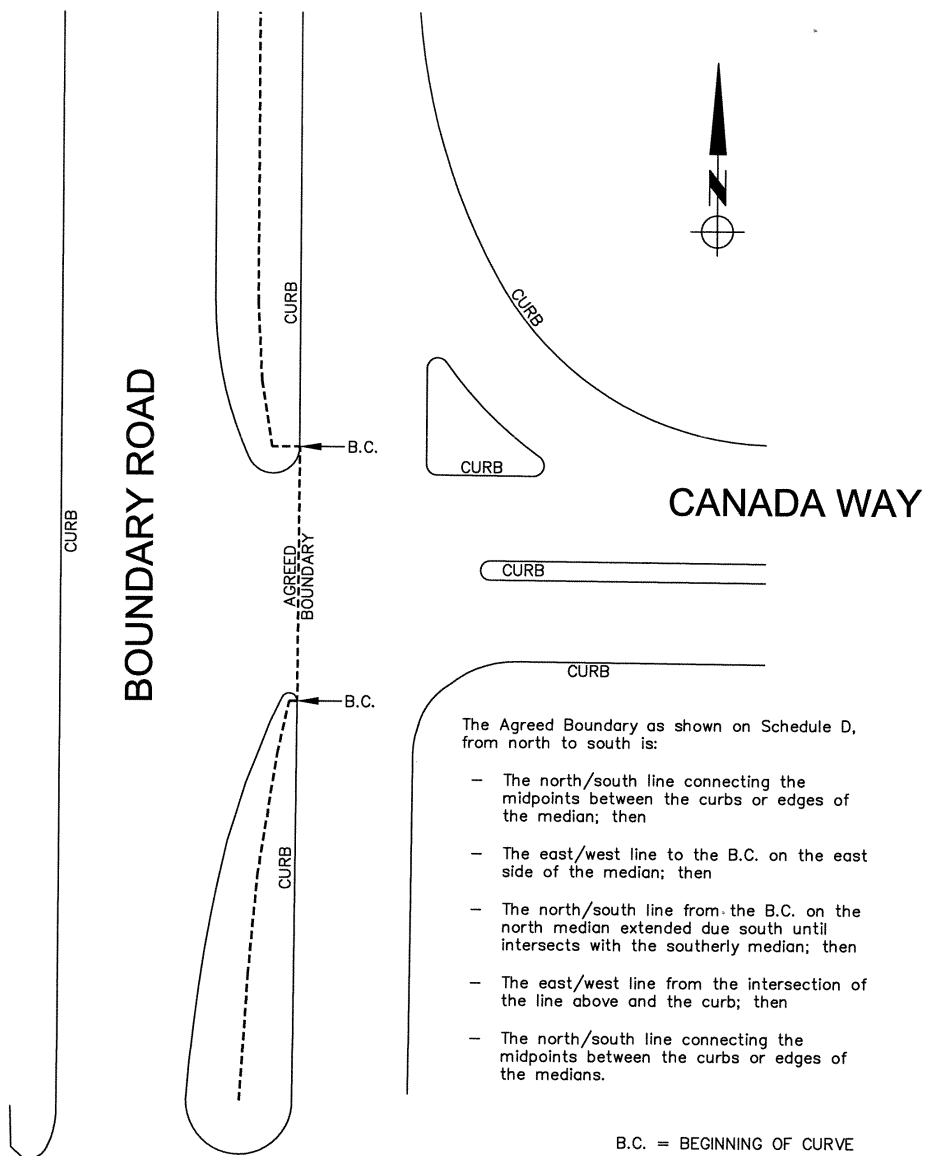 CURB
CURB
N
BOUNDARY ROAD
CURB
B.C.
CURB
CANADA WAY
CURB
AGREED
BOUNDARY
CURB
CURB
B.C.
CURB
The Agreed Boundary as shown on Schedule D,
from north to south is:
– The north/south line connecting the
midpoints between the curbs or edges of
the median; then
– The east/west line to the B.C. on the east
side of the median; then
– The north/south line from the B.C. on the
north median extended due south until
intersects with the southerly median; then
– The east/west line from the intersection of
the line above and the curb; then
– The north/south line connecting the
midpoints between the curbs or edges of
the medians.
B.C. = BEGINNING OF CURVE